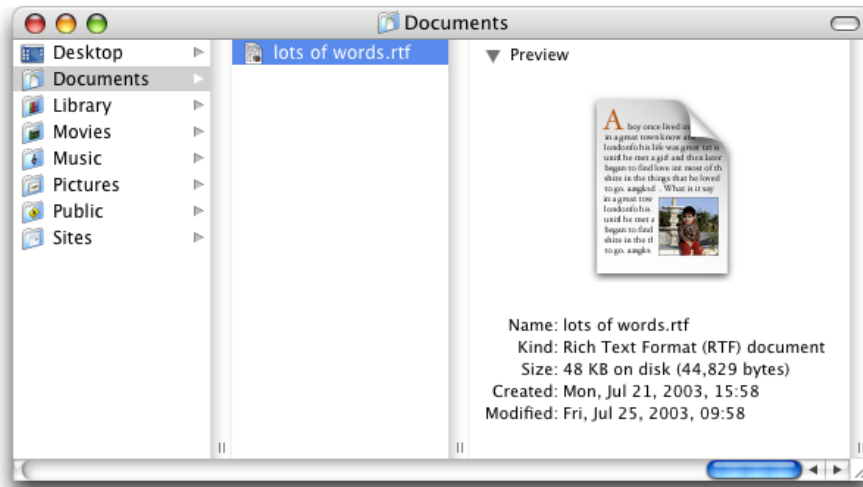 Documents
Desktop
Documents
Library
Movies
Music
Pictures
Public
Sites
lots of words.rtf
Preview
A boy once lived in
in a great town know
londonfo his life was great tat is
until he met a girl and then later
began to find love int most of th
shite in the things that he loved
to go. aangksd . What is it say
in a great tow
londonfo his
until he met a
began to find
shite in the tl
to go. aangks
Name: lots of words.rtf
Kind: Rich Text Format (RTF) document
Size: 48 KB on disk (44,829 bytes)
Created: Mon, Jul 21, 2003, 15:58
Modified: Fri, Jul 25, 2003, 09:58